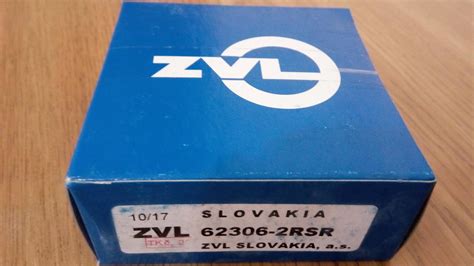 ZVL
10/17 SLOVAKIA
ZVL 62306-2RSR
ZVL SLOVAKIA, a.s.